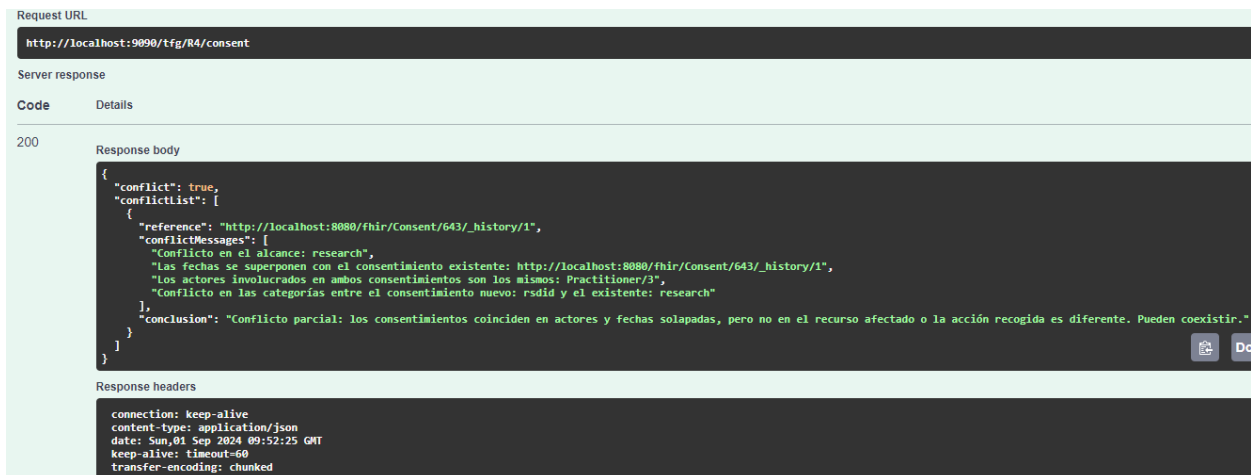 Request URL
http://localhost:9090/tfg/R4/consent
Server response
Code Details
200
Response body
{
"conflict": true,
"conflictList": [
{
"reference": "http://localhost:8080/fhir/Consent/643/_history/1",
"conflictMessages": [
"Conflicto en el alcance: research",
"Las fechas se superponen con el consentimiento existente: http://localhost:8080/fhir/Consent/643/_history/1",
"Los actores involucrados en ambos consentimientos son los mismos: Practitioner/3",
"Conflicto en las categorías entre el consentimiento nuevo: rsdid y el existente: research"
],
"conclusion": "Conflicto parcial: los consentimientos coinciden en actores y fechas solapadas, pero no en el recurso afectado o la acción recogida es diferente. Pueden coexistir."
}
]
}
Do
Response headers
connection: keep-alive
content-type: application/json
date: Sun,01 Sep 2024 09:52:25 GMT
keep-alive: timeout=60
transfer-encoding: chunked